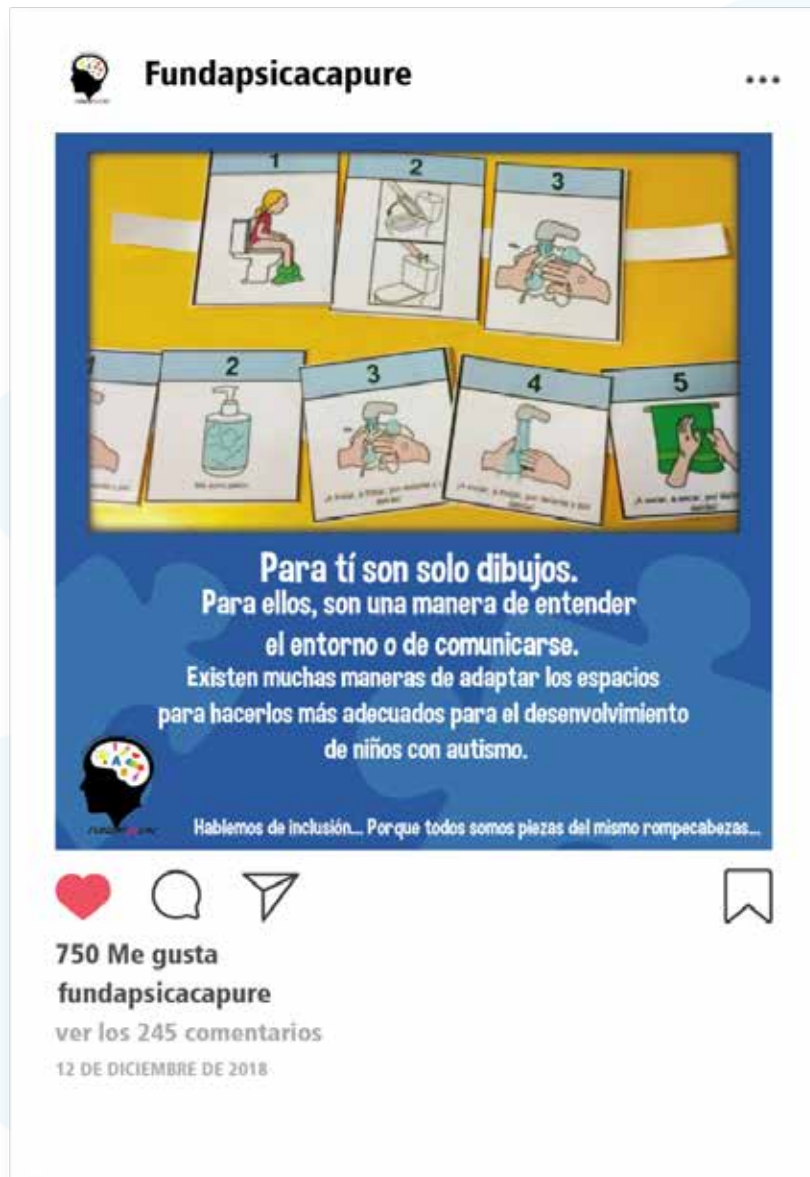 Fundapsicacapure
1
2
3
1
2
3
4
5
Para tí son solo dibujos.
Para ellos, son una manera de entender
el entorno o de comunicarse.
Existen muchas maneras de adaptar los espacios
para hacerlos más adecuados para el desenvolvimiento
de niños con autismo.
Hablemos de inclusión... Porque todos somos piezas del mismo rompecabezas...
750 Me gusta
fundapsicacapure
ver los 245 comentarios
12 DE DICIEMBRE DE 2018